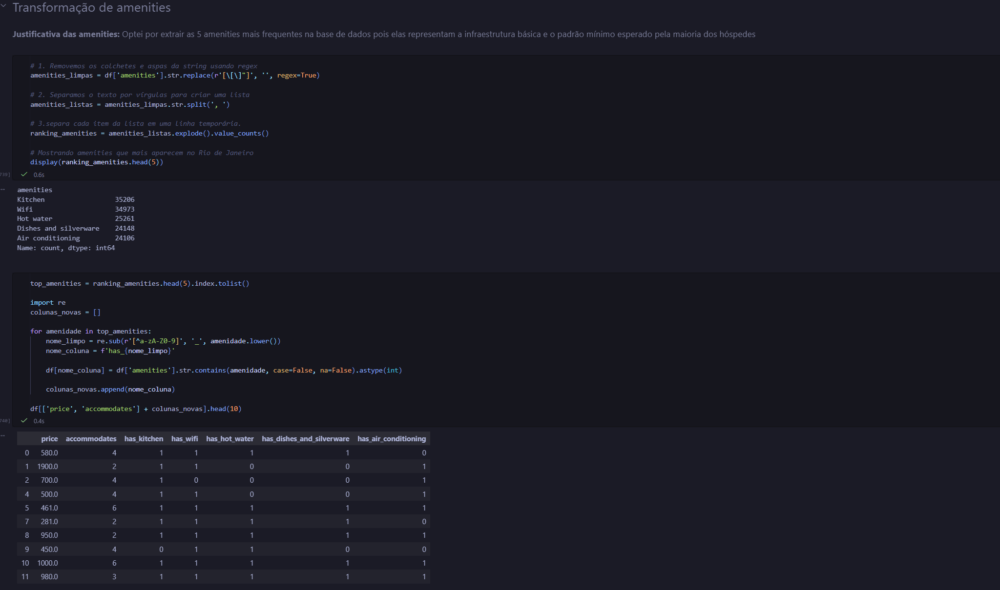 Transformação de amenities
Justificativa das amenities: Optei por extrair as 5 amenities mais frequentes na base de dados pois elas representam a infraestrutura básica e o padrão mínimo esperado pela maioria dos hóspedes
# 1. Removemos os colchetes e aspas da string usando regex
amenities_limpas = df['amenities'].str.replace(r'[\[\]"]', '', regex=True)
# 2. Separamos o texto por vírgulas para criar uma lista
amenities_listas = amenities_limpas.str.split(', ')
# 3.separa cada item da lista em uma linha temporária.
ranking_amenities = amenities_listas.explode().value_counts()
# Mostrando amenities que mais aparecem no Rio de Janeiro
display(ranking_amenities.head(5))
739]
0.6s
...
amenities
Kitchen 35206
Wifi 34973
Hot water 25261
Dishes and silverware 24148
Air conditioning 24106
Name: count, dtype: int64
top_amenities = ranking_amenities.head(5).index.tolist()
import re
colunas_novas = []
for amenidade in top_amenities:
    nome_limpo = re.sub(r'[^a-zA-Z0-9]', '_', amenidade.lower())
    nome_coluna = f'has_{nome_limpo}'
    df[nome_coluna] = df['amenities'].str.contains(amenidade, case=False, na=False).astype(int)
    colunas_novas.append(nome_coluna)
df[['price', 'accommodates'] + colunas_novas].head(10)
740]
0.4s
...
price accommodates has_kitchen has_wifi has_hot_water has_dishes_and_silverware has_air_conditioning
0 580.0 4 1 1 1 1 0
1 1900.0 2 1 1 0 0 1
2 700.0 4 1 0 0 0 1
4 500.0 4 1 1 0 0 1
5 461.0 6 1 1 1 1 1
7 281.0 2 1 1 1 1 0
8 950.0 2 1 1 1 1 1
9 450.0 4 0 1 1 0 0
10 1000.0 6 1 1 1 1 1
11 980.0 3 1 1 1 1 1